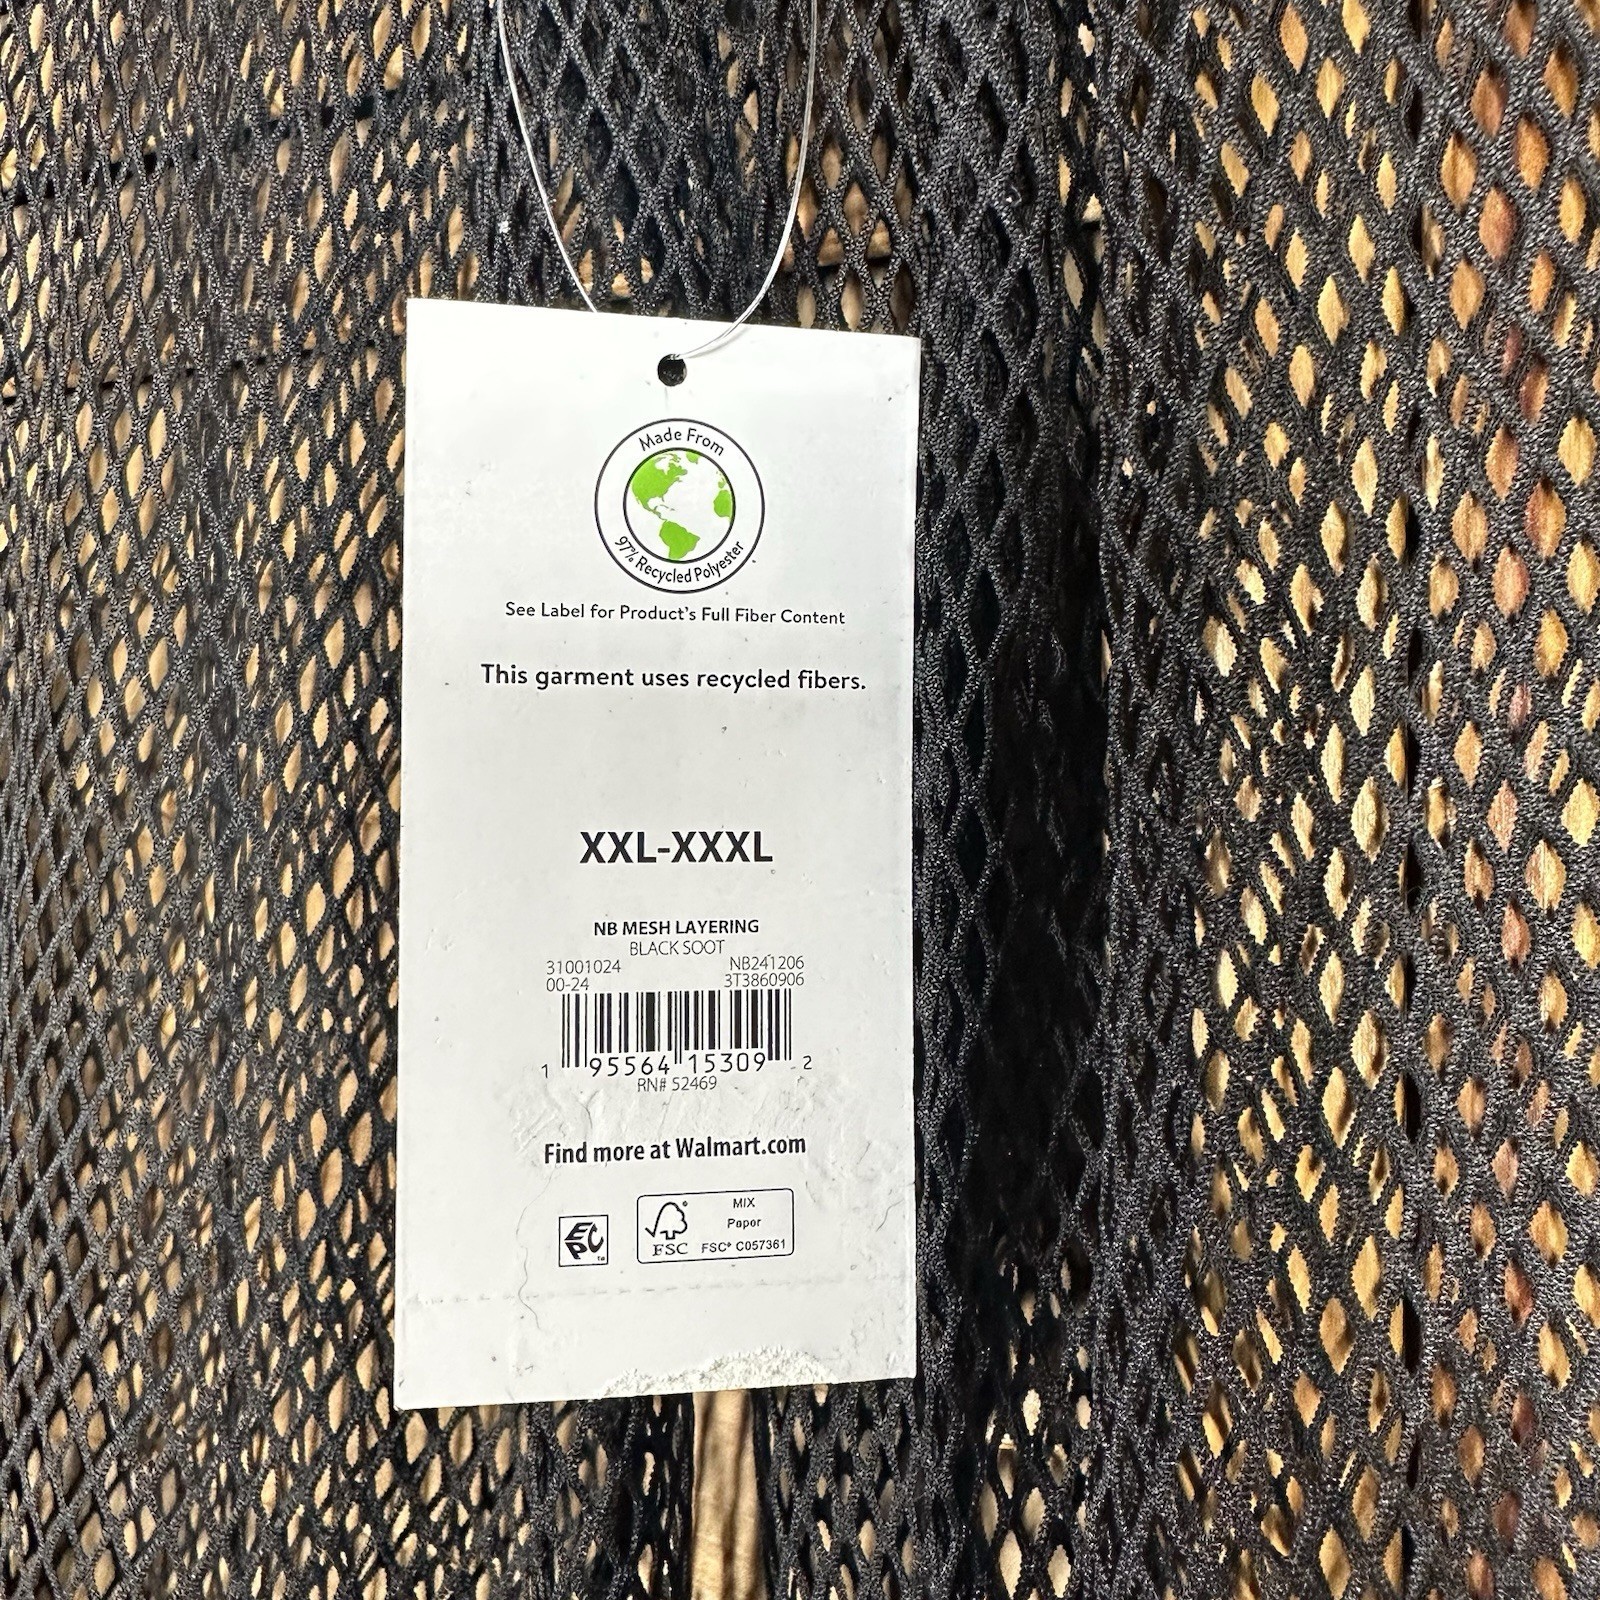 Made From
97% Recycled Polyester
See Label for Product's Full Fiber Content
This garment uses recycled fibers.
XXL-XXXL
NB MESH LAYERING
BLACK SOOT
31001024 NB241206
00-24 3T3860906
1 95564 15309 2
RN# 52469
Find more at Walmart.com
ECPC™
FSC
MIX
Paper
FSC® C057361